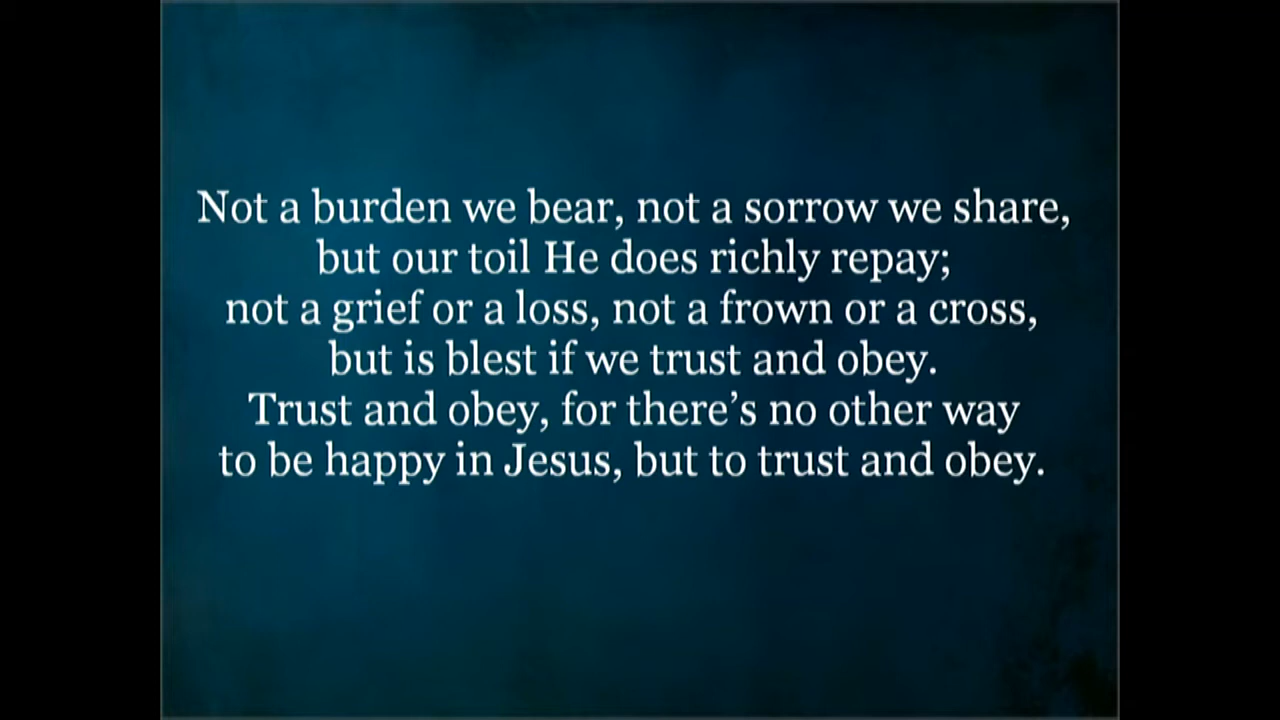 Not a burden we bear, not a sorrow we share,
but our toil He does richly repay;
not a grief or a loss, not a frown or a cross,
but is blest if we trust and obey.
Trust and obey, for there’s no other way
to be happy in Jesus, but to trust and obey.